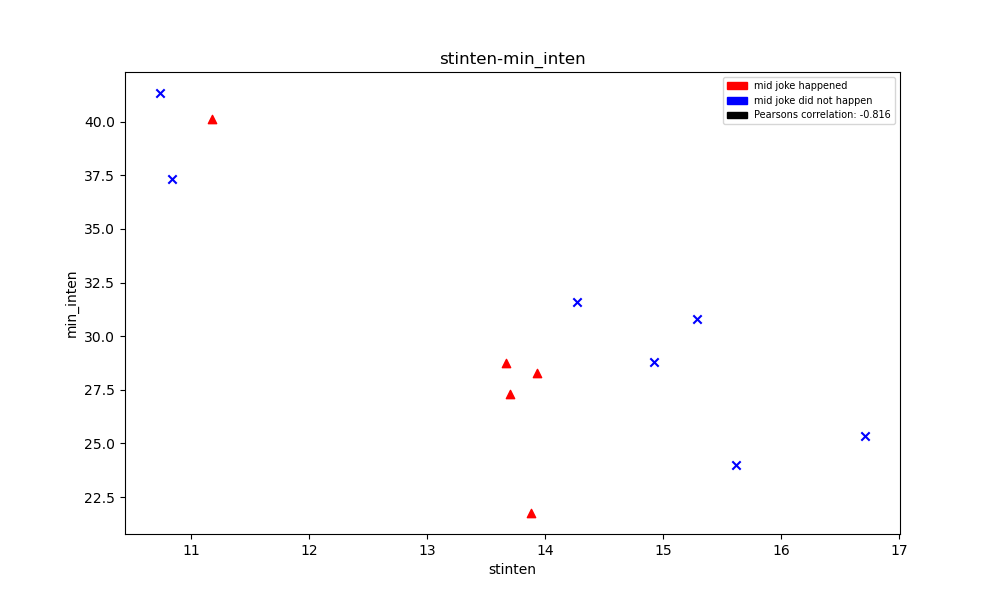 stinten-min_inten
mid joke happened
mid joke did not happen
Pearsons correlation: -0.816
40.0
37.5
35.0
32.5
30.0
27.5
25.0
22.5
min_inten
11 12 13 14 15 16 17
stinten